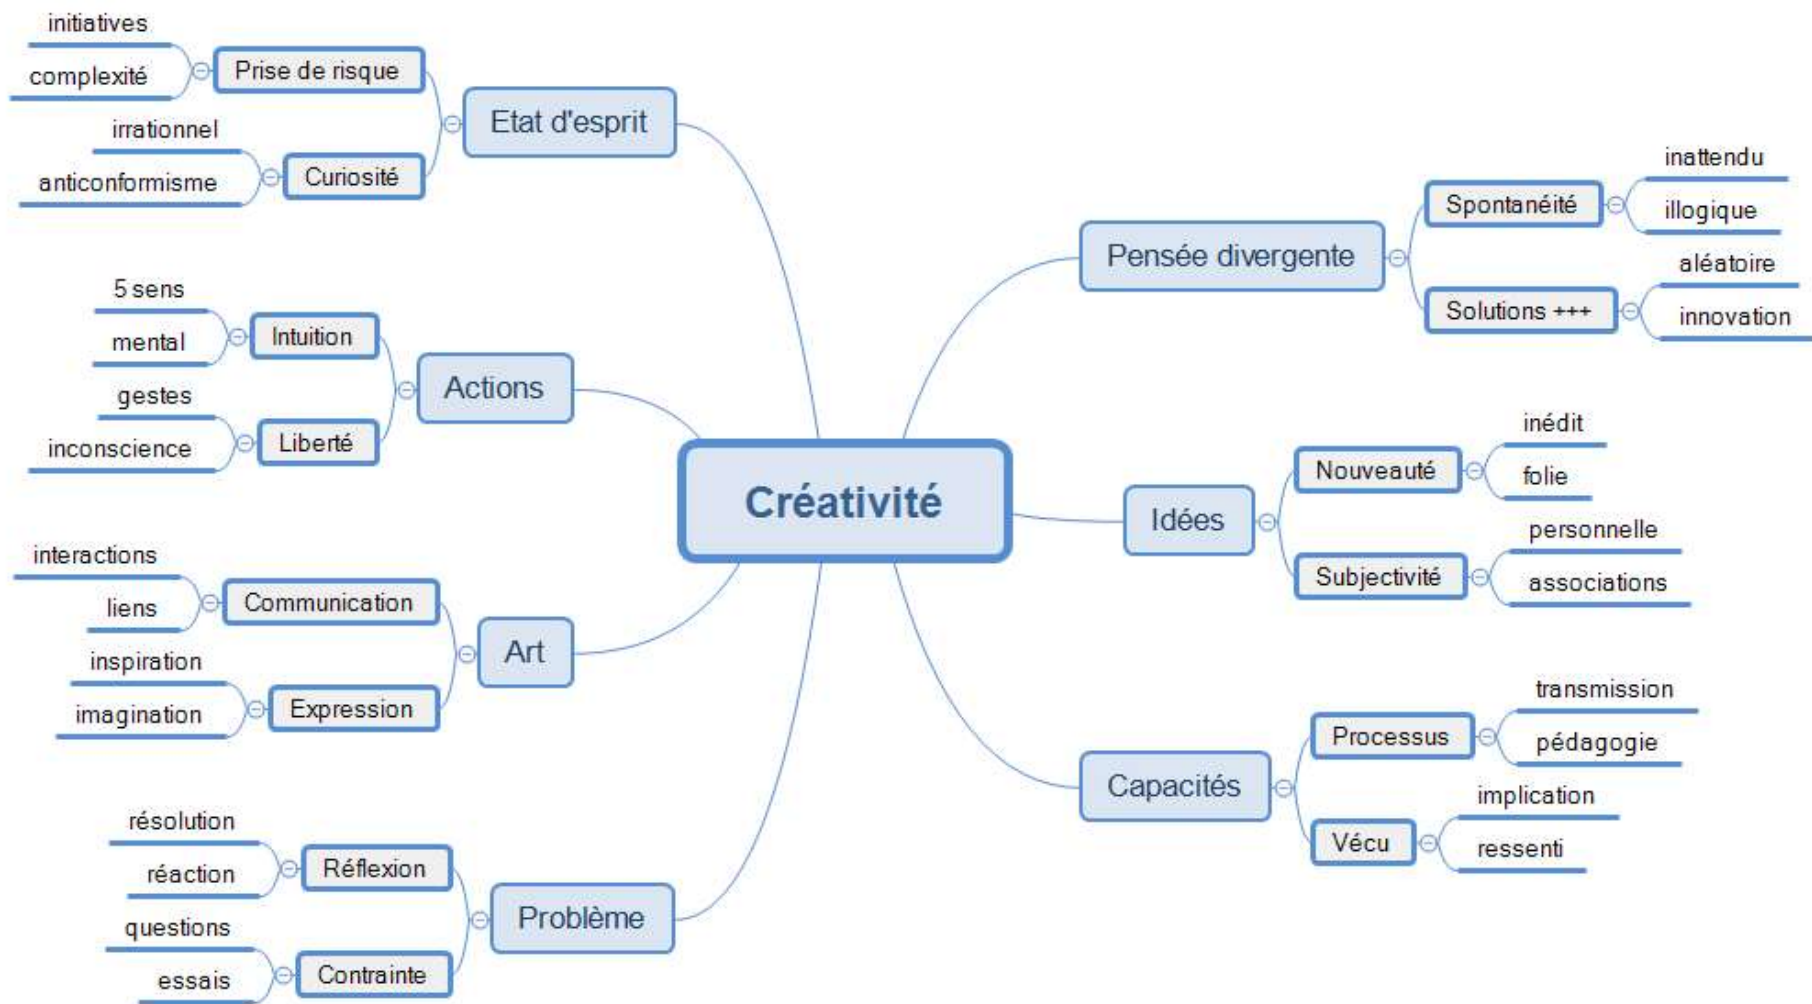 Créativité
Etat d'esprit
Prise de risque
initiatives
complexité
Curiosité
irrationnel
anticonformisme
Actions
Intuition
5 sens
mental
Liberté
gestes
inconscience
Art
Communication
interactions
liens
Expression
inspiration
imagination
Problème
Réflexion
résolution
réaction
Contrainte
questions
essais
Pensée divergente
Spontanéité
inattendu
illogique
Solutions +++
aléatoire
innovation
Idées
Nouveauté
inédit
folie
Subjectivité
personnelle
associations
Capacités
Processus
transmission
pédagogie
Vécu
implication
ressenti